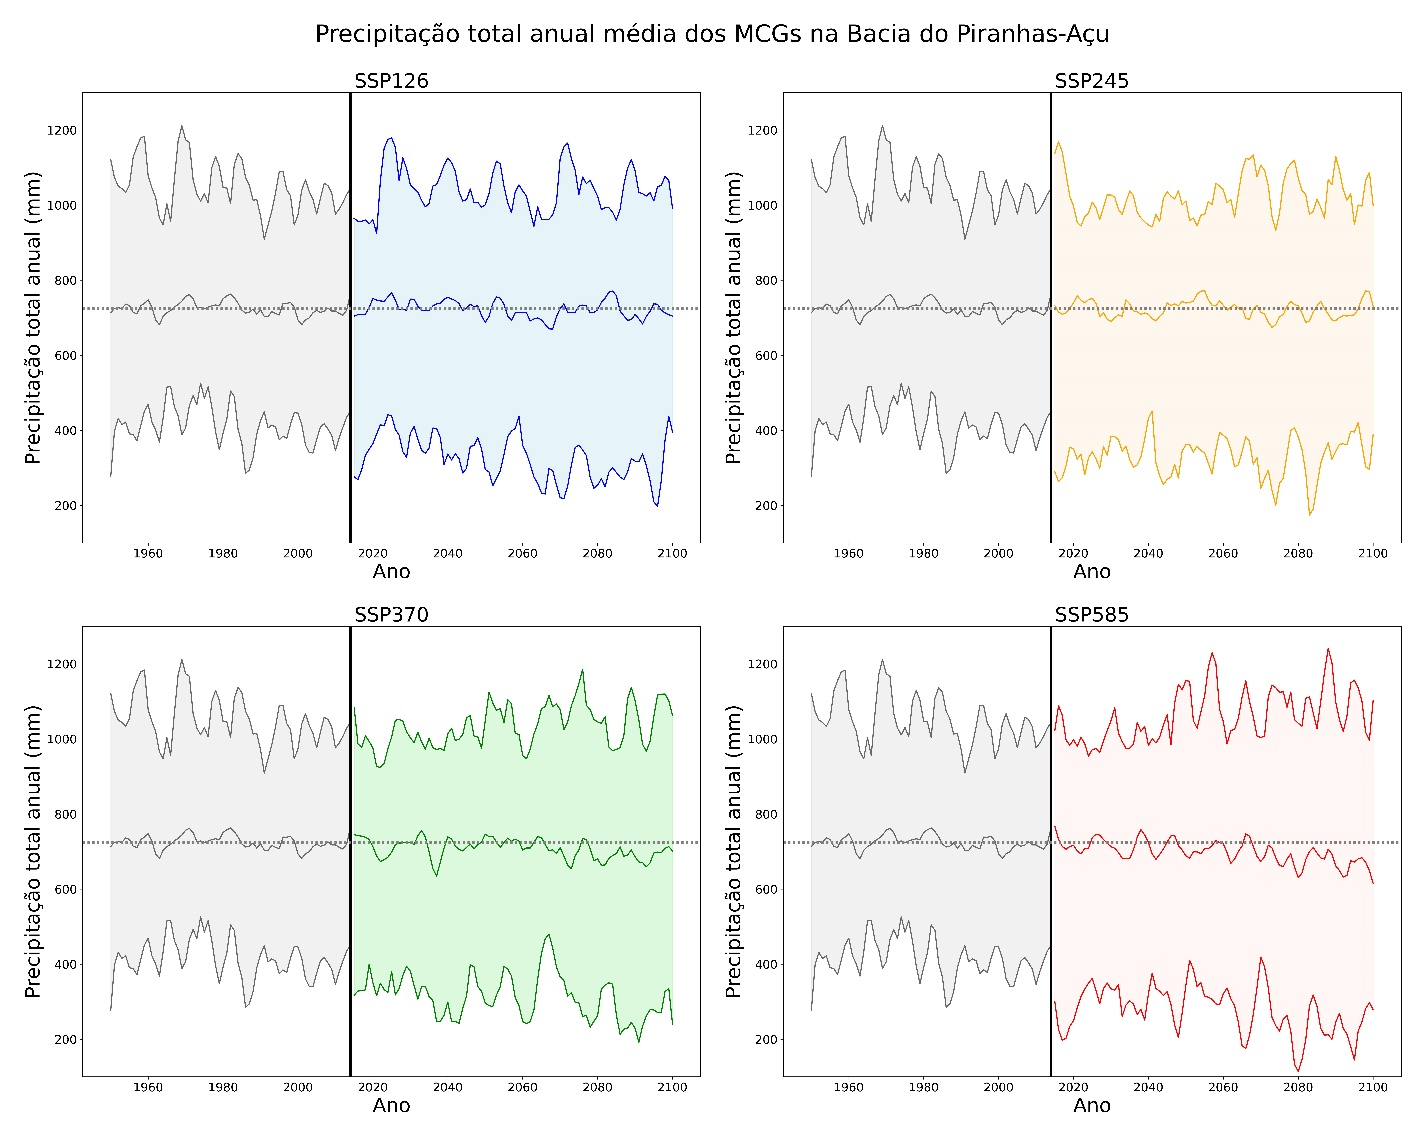 Precipitação total anual média dos MCGs na Bacia do Piranhas-Açu
SSP126
Precipitação total anual (mm)
1200
1000
800
600
400
200
1960 1980 2000 2020 2040 2060 2080 2100
Ano
SSP245
Precipitação total anual (mm)
1200
1000
800
600
400
200
1960 1980 2000 2020 2040 2060 2080 2100
Ano
SSP370
Precipitação total anual (mm)
1200
1000
800
600
400
200
1960 1980 2000 2020 2040 2060 2080 2100
Ano
SSP585
Precipitação total anual (mm)
1200
1000
800
600
400
200
1960 1980 2000 2020 2040 2060 2080 2100
Ano